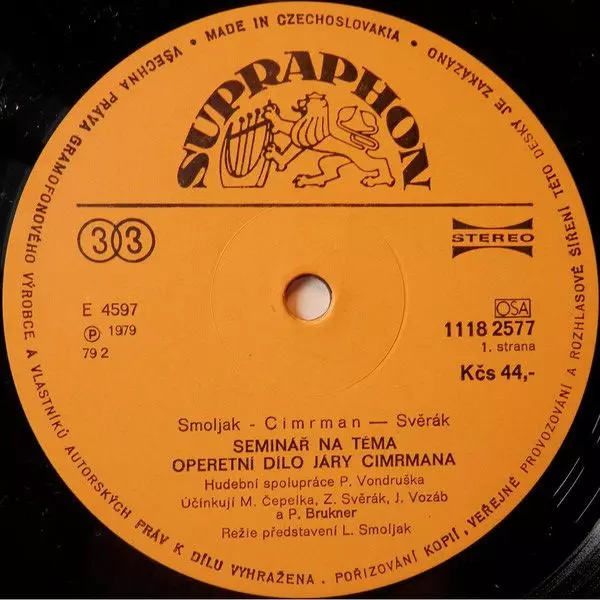 VŠECHNA PRÁVA GRAMOFONOVÉHO VÝROBCE A VLASTNÍKŮ AUTORSKÝCH PRÁV K DÍLU VYHRAŽENA. POŘIZOVÁNÍ KOPIÍ, VEŘEJNÉ PROVOZOVÁNÍ A ROZHLASOVÉ ŠÍŘENÍ TÉTO DESKY JE ZAKÁZÁNO • MADE IN CZECHOSLOVAKIA •
SUPRAPHON
33
STEREO
E 4597
Ⓟ 1979
79 2
OSA
1118 2577
1. strana
Kčs 44,-
Smoljak - Cimrman — Svěrák
SEMINÁŘ NA TÉMA
OPERETNÍ DÍLO JÁRY CIMRMANA
Hudební spolupráce P. Vondruška
Účinkují M. Čepelka, Z. Svěrák, J. Vozáb
a P. Brukner
Režie představení L. Smoljak